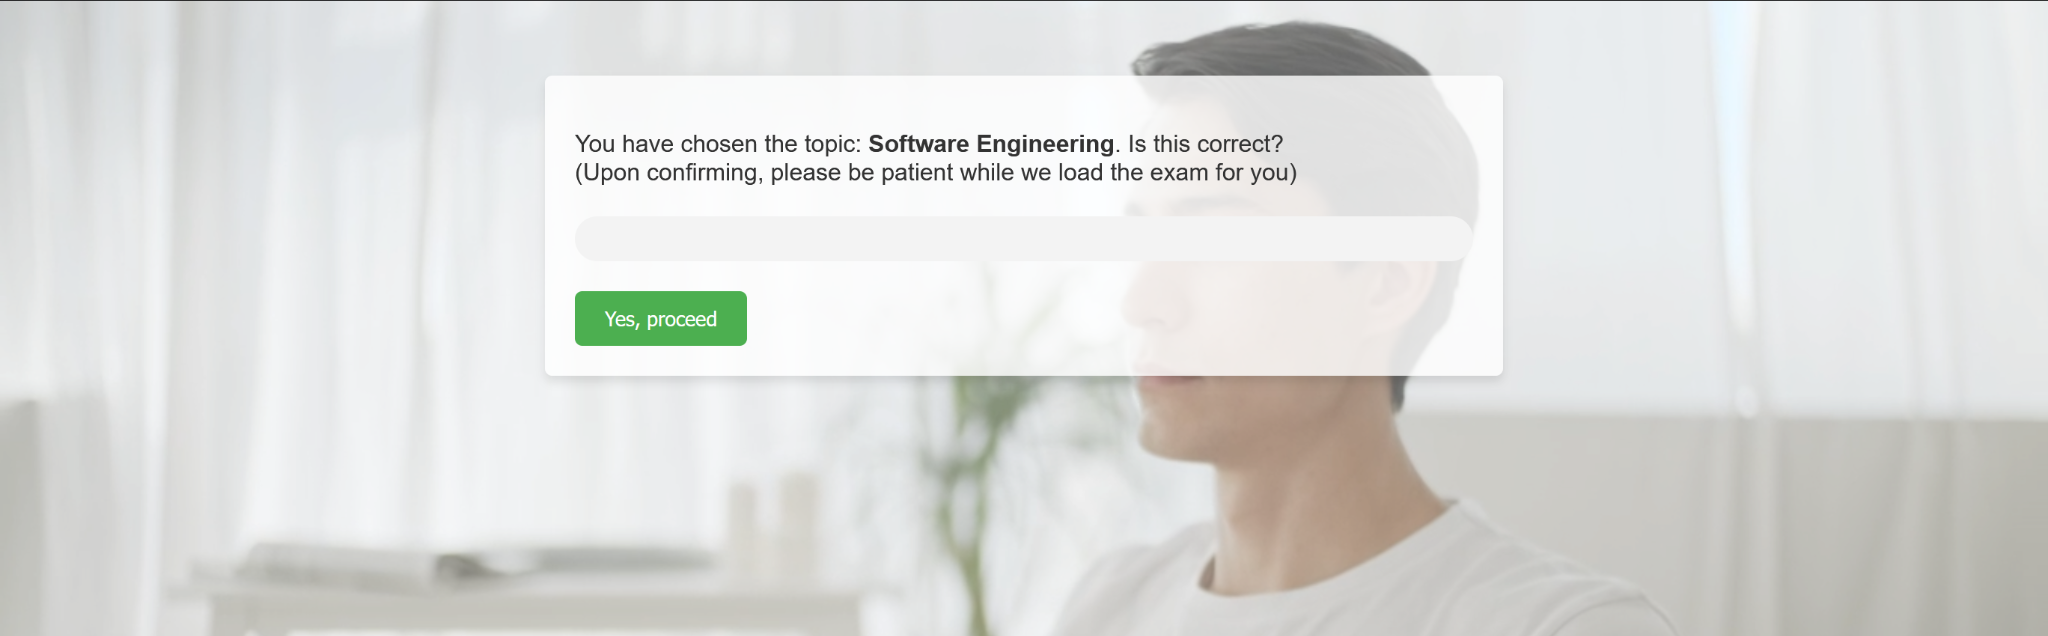 You have chosen the topic: Software Engineering. Is this correct?
(Upon confirming, please be patient while we load the exam for you)
Yes, proceed